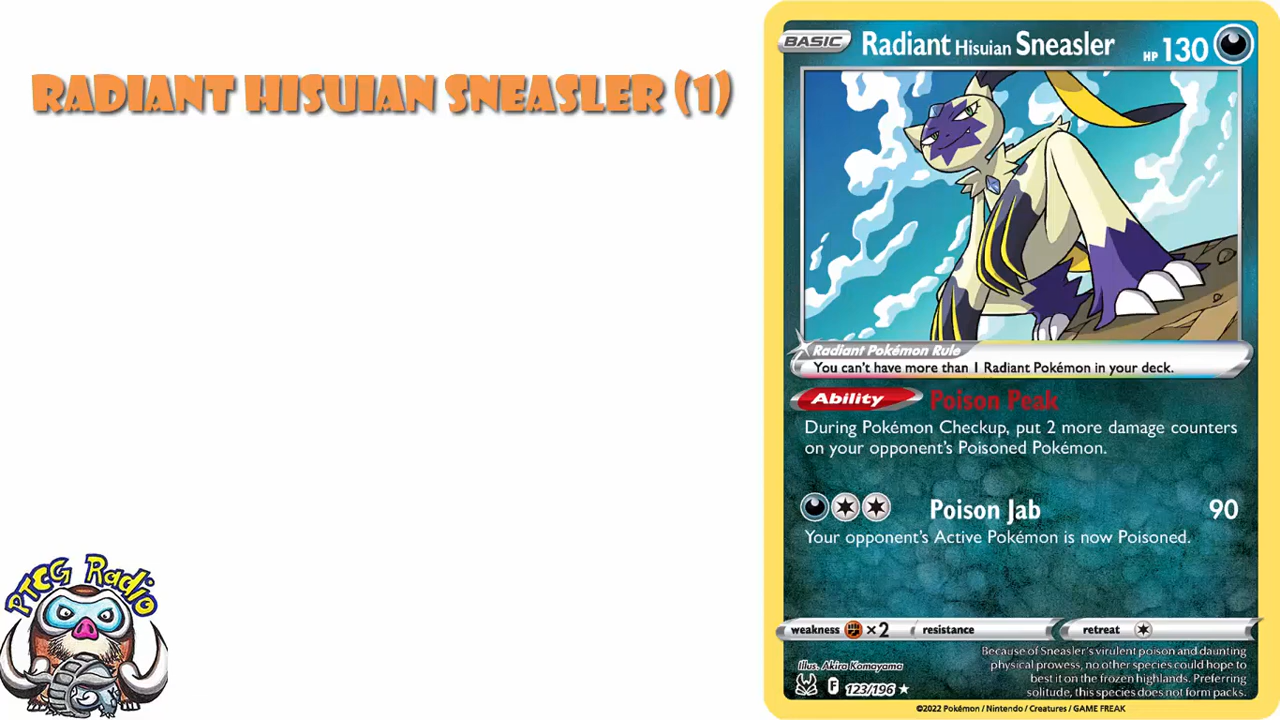 RADIANT HISUIAN SNEASLER (1)
BASIC Radiant Hisuian Sneasler HP 130
Radiant Pokémon Rule
You can't have more than 1 Radiant Pokémon in your deck.
Ability Poison Peak
During Pokémon Checkup, put 2 more damage counters
on your opponent's Poisoned Pokémon.
Poison Jab 90
Your opponent's Active Pokémon is now Poisoned.
weakness ×2 resistance retreat
Illus. Akira Komayama
F 123/196
Because of Sneasler's virulent poison and daunting
physical prowess, no other species could hope to
best it on the frozen highlands. Preferring
solitude, this species does not form packs.
©2022 Pokémon / Nintendo / Creatures / GAME FREAK
PTCG Radio